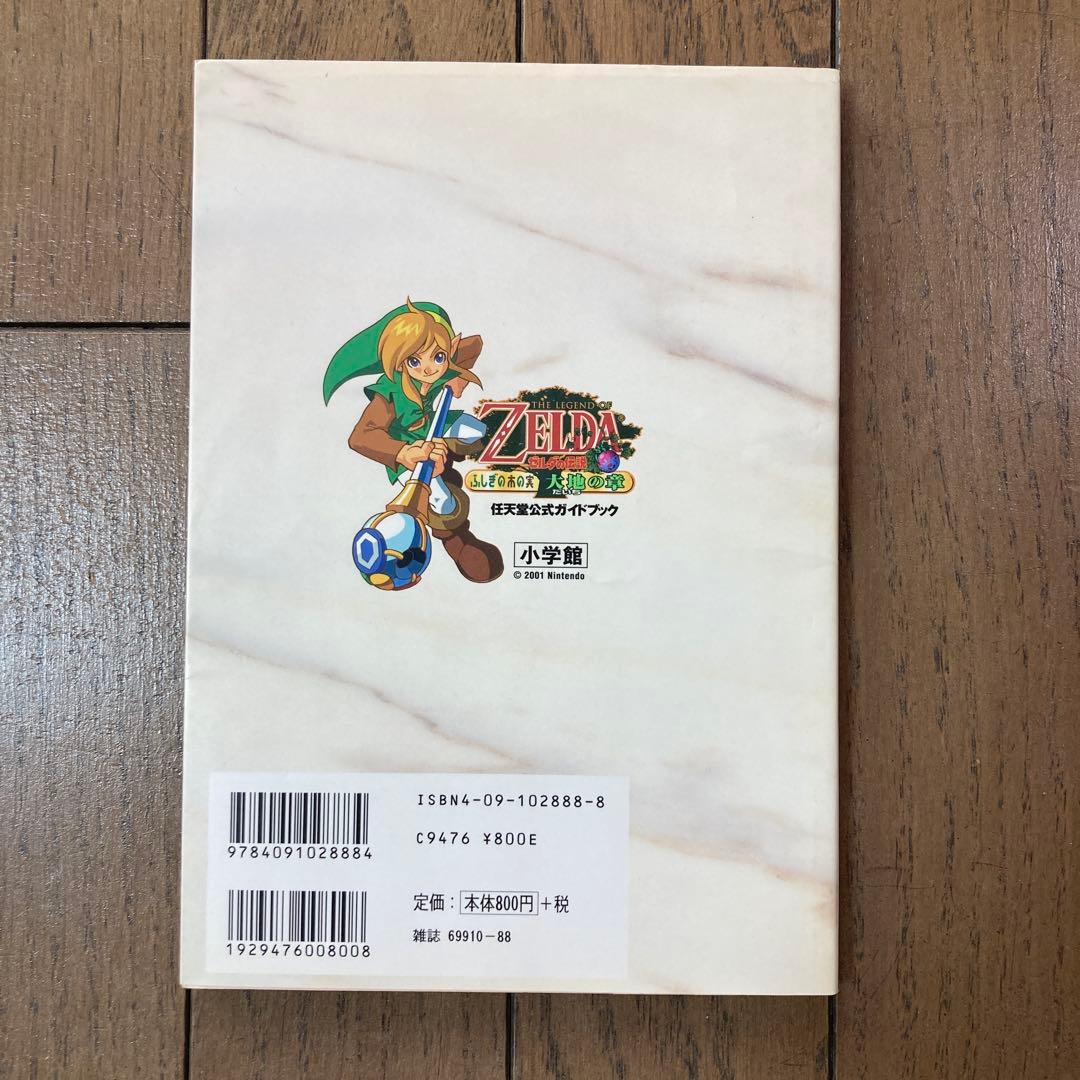 THE LEGEND OF
ZELDA
ゼルダの伝説
ふしぎの木の実 大地の章
だいち
任天堂公式ガイドブック
小学館
© 2001 Nintendo
ISBN4-09-102888-8
C9476 ¥800E
9784091028884
定価：本体800円+税
雑誌 69910-88
1929476008008